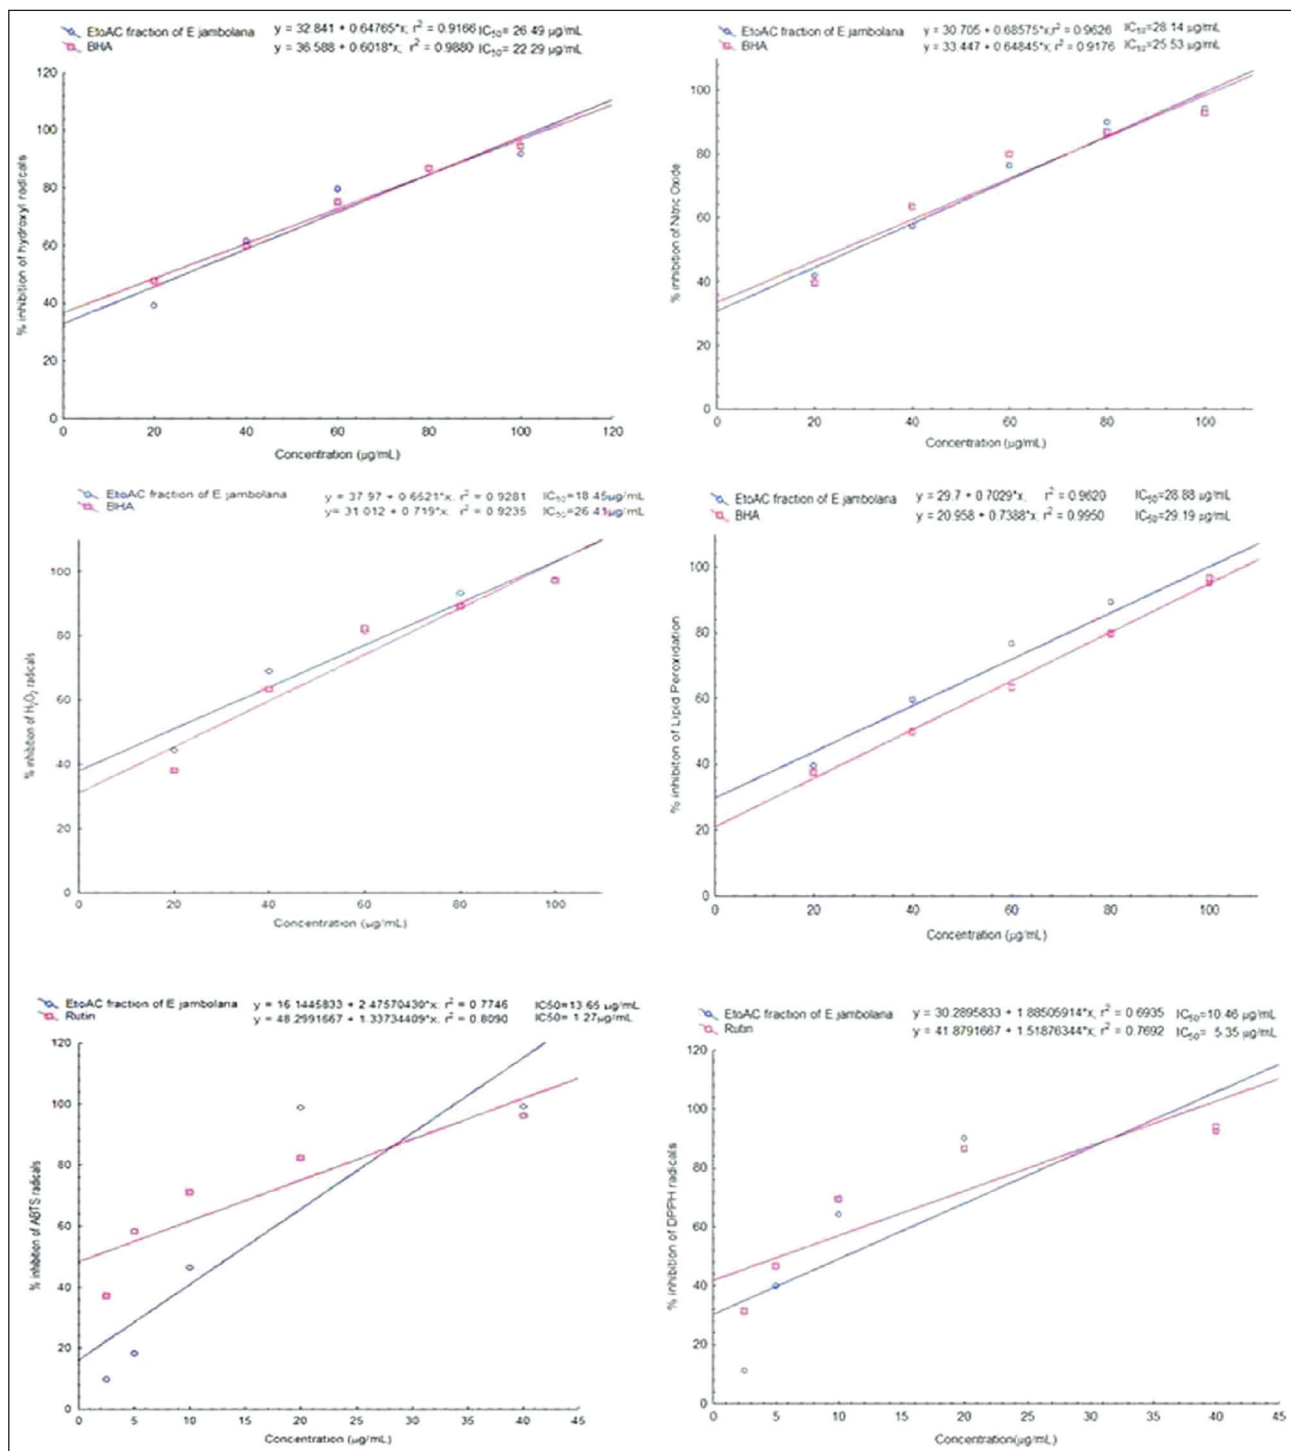 EtoAC fraction of E jambolana y = 32.841 + 0.64765*x; r² = 0.9166 IC₅₀ = 26.49 µg/mL
BHA y = 36.588 + 0.6018*x; r² = 0.9880 IC₅₀ = 22.29 µg/mL
120
100
80
60
40
20
0
% inhibition of hydroxyl radicals
0 20 40 60 80 100 120
Concentration (µg/mL)
EtoAC fraction of E jambolana y = 30.705 + 0.68575*x; r² = 0.9626 IC₅₀=28.14 µg/mL
BHA y = 33.447 + 0.64845*x; r² = 0.9176 IC₅₀=25.53 µg/mL
100
80
60
40
20
0
% inhibition of Nitric Oxide
0 20 40 60 80 100
Concentration (µg/mL)
EtoAC fraction of E jambolana y = 37.97 + 0.6521*x; r² = 0.9281 IC₅₀=18.45µg/mL
BHA y= 31.012 + 0.719*x; r² = 0.9235 IC₅₀=26.41µg/mL
100
80
60
40
20
0
% inhibition of H₂O₂ radicals
0 20 40 60 80 100
Concentration (µg/mL)
EtoAC fraction of E jambolana y = 29.7 + 0.7029*x; r² = 0.9620 IC₅₀=28.88 µg/mL
BHA y = 20.958 + 0.7388*x; r² = 0.9950 IC₅₀=29.19 µg/mL
100
80
60
40
20
0
% inhibiton of Lipid Peroxidation
0 20 40 60 80 100
Concentration (µg/mL)
EtoAC fraction of E jambolana y = 16.1445833 + 2.47570439*x; r² = 0.7746 IC50=13.65 µg/mL
Rutin y = 48.2991667 + 1.33734409*x; r² = 0.8090 IC50= 1.27µg/mL
120
100
80
60
40
20
0
% inhibition of ABTS radicals
0 5 10 15 20 25 30 35 40 45
Concentration (µg/mL)
EtoAC fraction of E jambolana y = 30.2895833 + 1.88505914*x; r² = 0.6935 IC₅₀=10.46 µg/mL
Rutin y = 41.8791667 + 1.51876344*x; r² = 0.7692 IC₅₀= 5.35 µg/mL
120
100
80
60
40
20
0
% inhibition of DPPH radicals
0 5 10 15 20 25 30 35 40 45
Concentration(µg/mL)